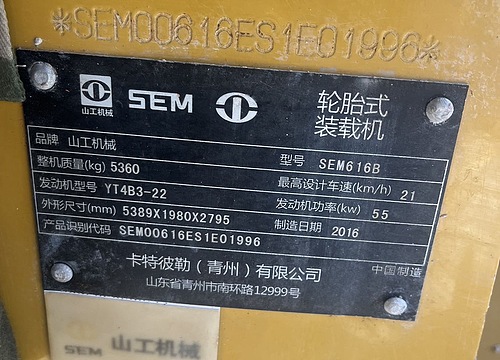 *SEM00616ES1E01996*
山工机械 SEM
轮胎式
装载机
品牌 山工机械
型号 SEM616B
整机质量(kg) 5360
最高设计车速(km/h) 21
发动机型号 YT4B3-22
发动机功率(kw) 55
外形尺寸(mm) 5389X1980X2795
制造日期 2016
产品识别代码 SEM00616ES1E01996
卡特彼勒（青州）有限公司
中国制造
山东省青州市南环路12999号
SEM 山工机械